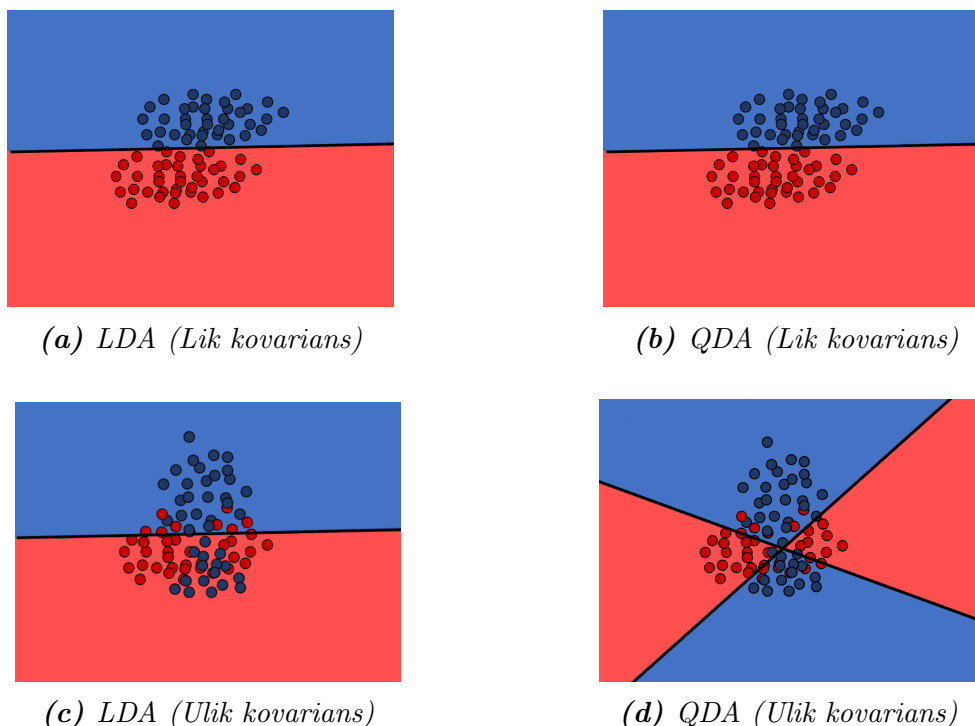 (a) LDA (Lik kovarians)
(b) QDA (Lik kovarians)
(c) LDA (Ulik kovarians)
(d) QDA (Ulik kovarians)